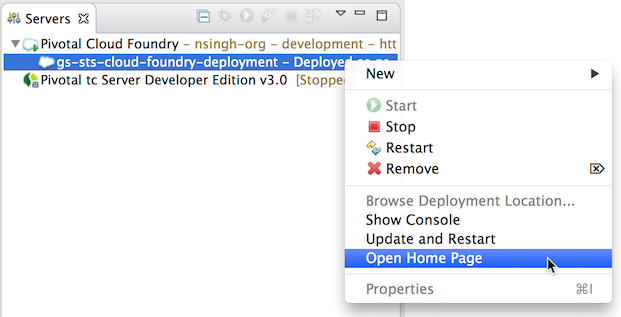 Servers
Pivotal Cloud Foundry – nsingh-org – development – htt
gs-sts-cloud-foundry-deployment – Deployed
Pivotal tc Server Developer Edition v3.0 [Stopped
New
Start
Stop
Restart
Remove
Browse Deployment Location...
Show Console
Update and Restart
Open Home Page
Properties ⌘I